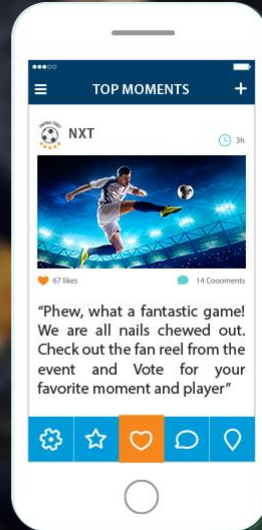 TOP MOMENTS
NXT
3h
67 likes
14 Coooments
“Phew, what a fantastic game!
We are all nails chewed out.
Check out the fan reel from the
event and Vote for your
favorite moment and player”